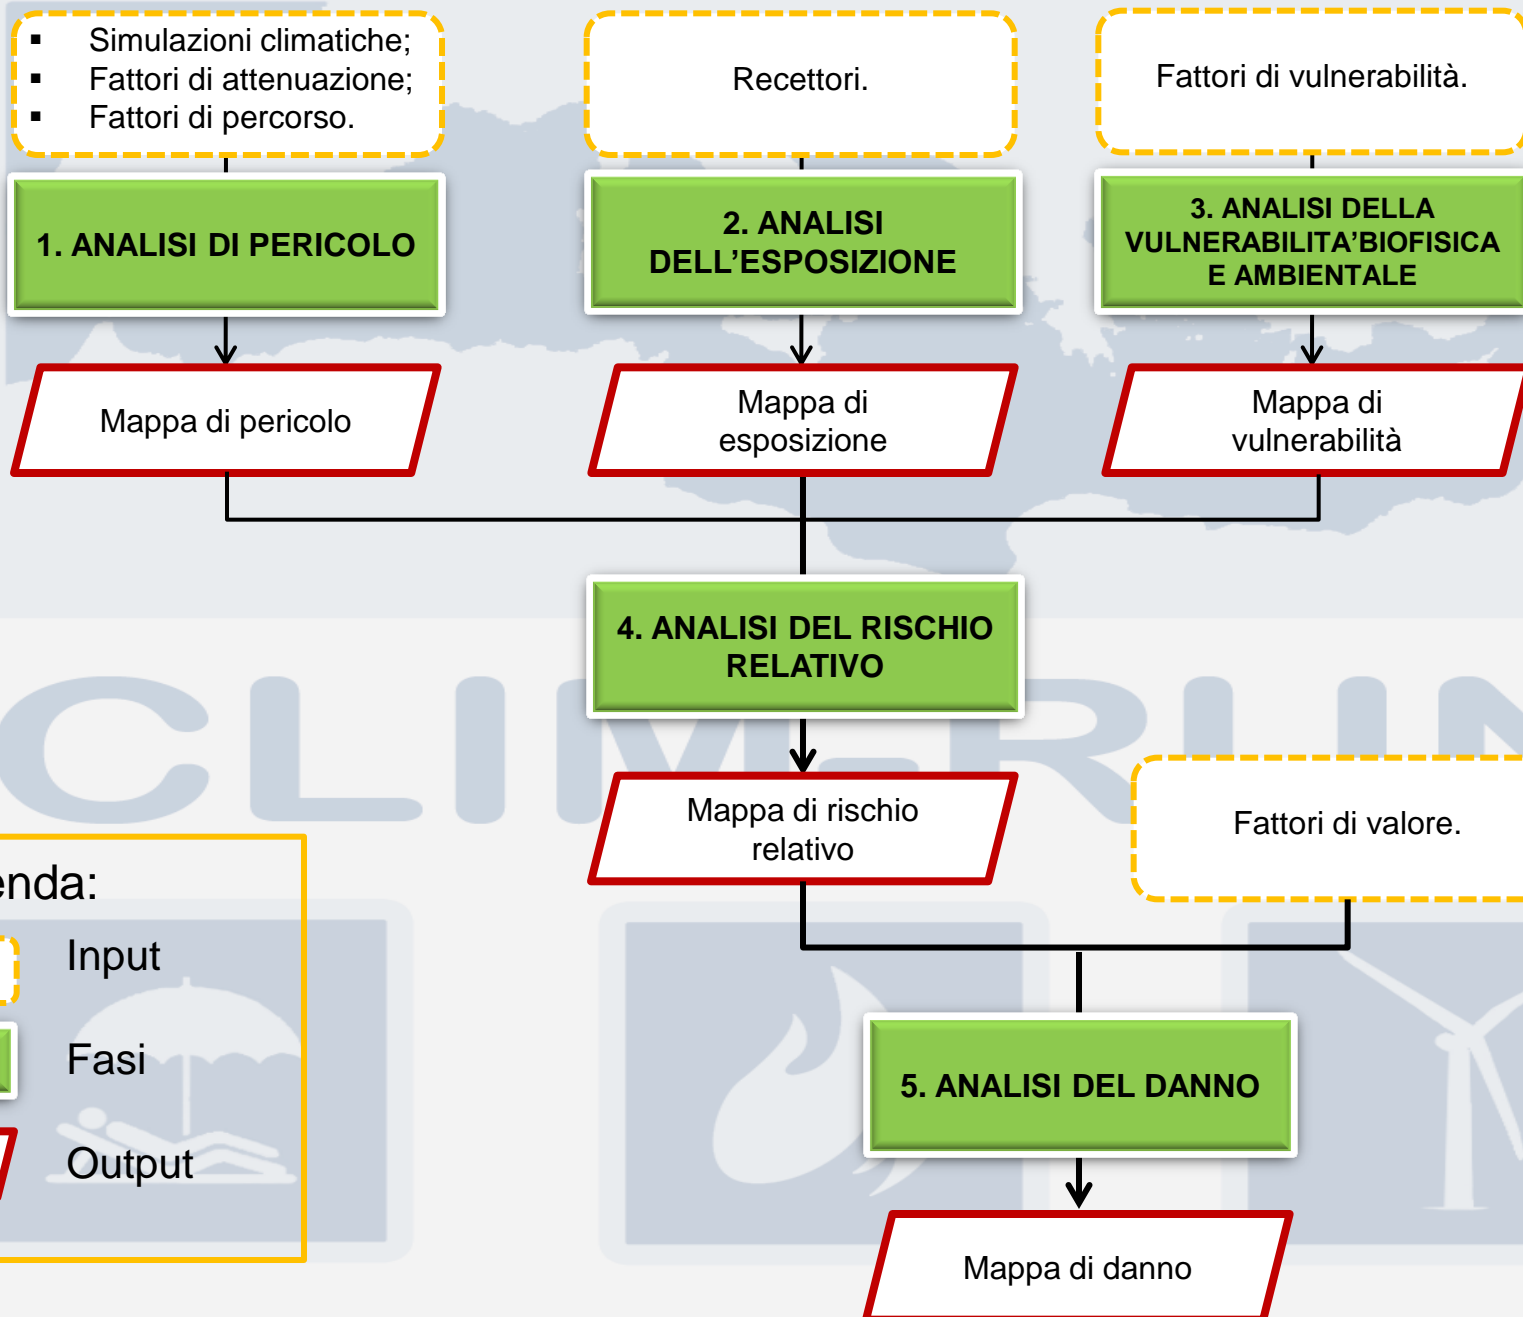 ▪ Simulazioni climatiche;
▪ Fattori di attenuazione;
▪ Fattori di percorso.
Recettori.
Fattori di vulnerabilità.
1. ANALISI DI PERICOLO
2. ANALISI
DELL’ESPOSIZIONE
3. ANALISI DELLA
VULNERABILITA’BIOFISICA
E AMBIENTALE
Mappa di pericolo
Mappa di
esposizione
Mappa di
vulnerabilità
4. ANALISI DEL RISCHIO
RELATIVO
CLIM-RUN
Mappa di rischio
relativo
Fattori di valore.
enda:
Input
Fasi
Output
5. ANALISI DEL DANNO
Mappa di danno